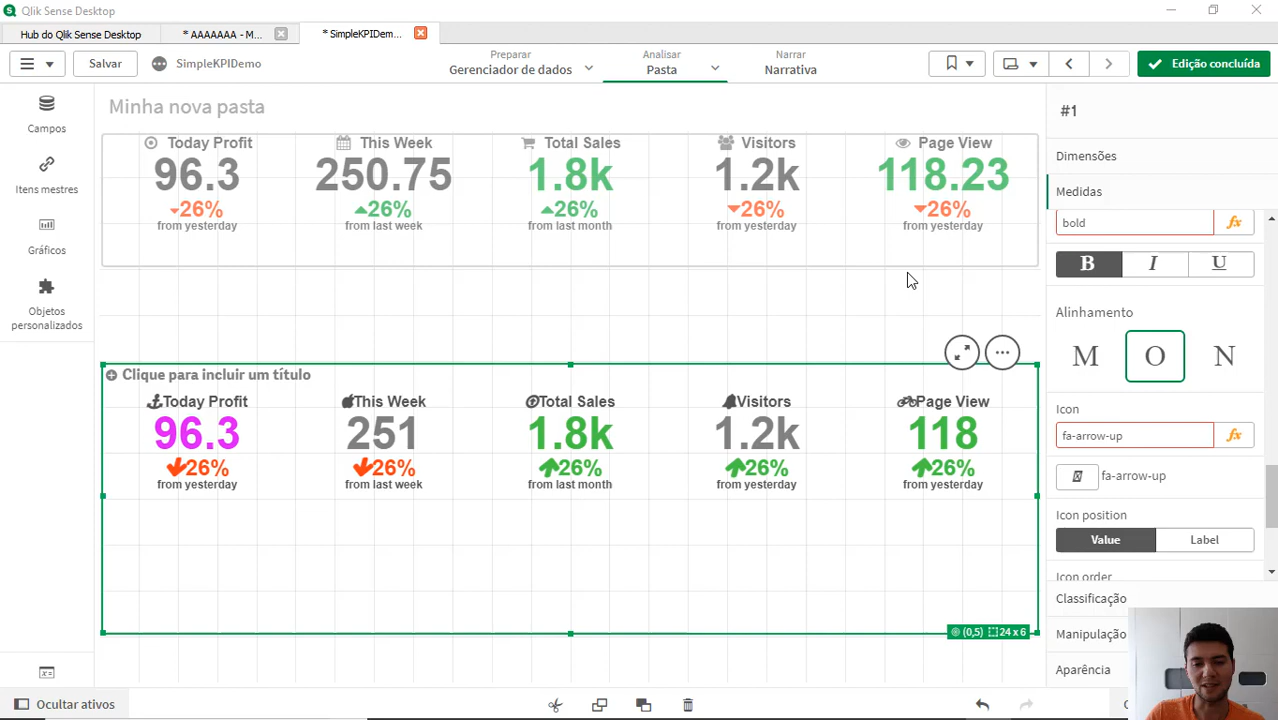 Qlik Sense Desktop
Hub do Qlik Sense Desktop
* AAAAAAA - M...
* SimpleKPIDem...
Salvar
SimpleKPIDemo
Preparar
Gerenciador de dados
Analisar
Pasta
Narrar
Narrativa
Edição concluída
Campos
Itens mestres
Gráficos
Objetos
personalizados
Ocultar ativos
Minha nova pasta
Today Profit
This Week
Total Sales
Visitors
Page View
96.3
250.75
1.8k
1.2k
118.23
26%
26%
26%
26%
26%
from yesterday
from last week
from last month
from yesterday
from yesterday
Clique para incluir um título
Today Profit
This Week
Total Sales
Visitors
Page View
96.3
251
1.8k
1.2k
118
26%
26%
26%
26%
26%
from yesterday
from last week
from last month
from yesterday
from yesterday
(0,5) 24 x 6
#1
Dimensões
Medidas
bold
fx
B I U
Alinhamento
M O N
Icon
fa-arrow-up
fx
fa-arrow-up
Icon position
Value
Label
Icon order
Classificação
Manipulação
Aparência